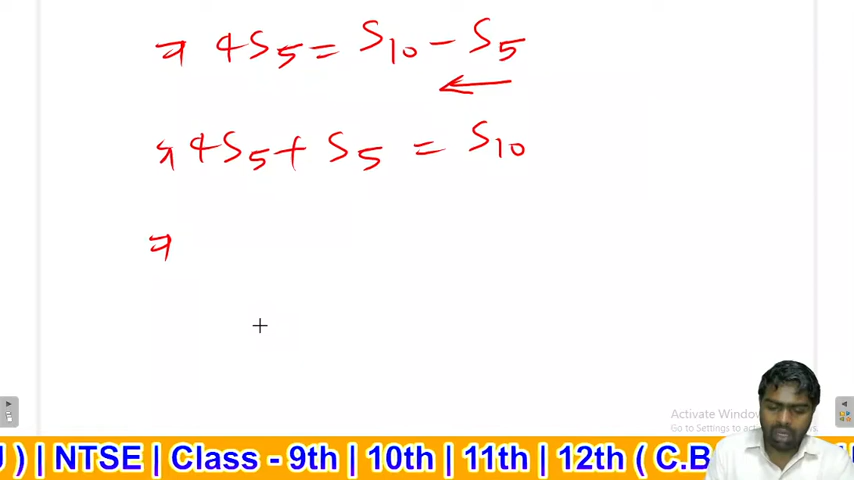 ⇒ 4S₅ = S₁₀ - S₅
⇒ 4S₅ + S₅ = S₁₀
⇒
Activate Window
Go to Settings to act
J ) | NTSE | Class - 9th | 10th | 11th | 12th ( C.B